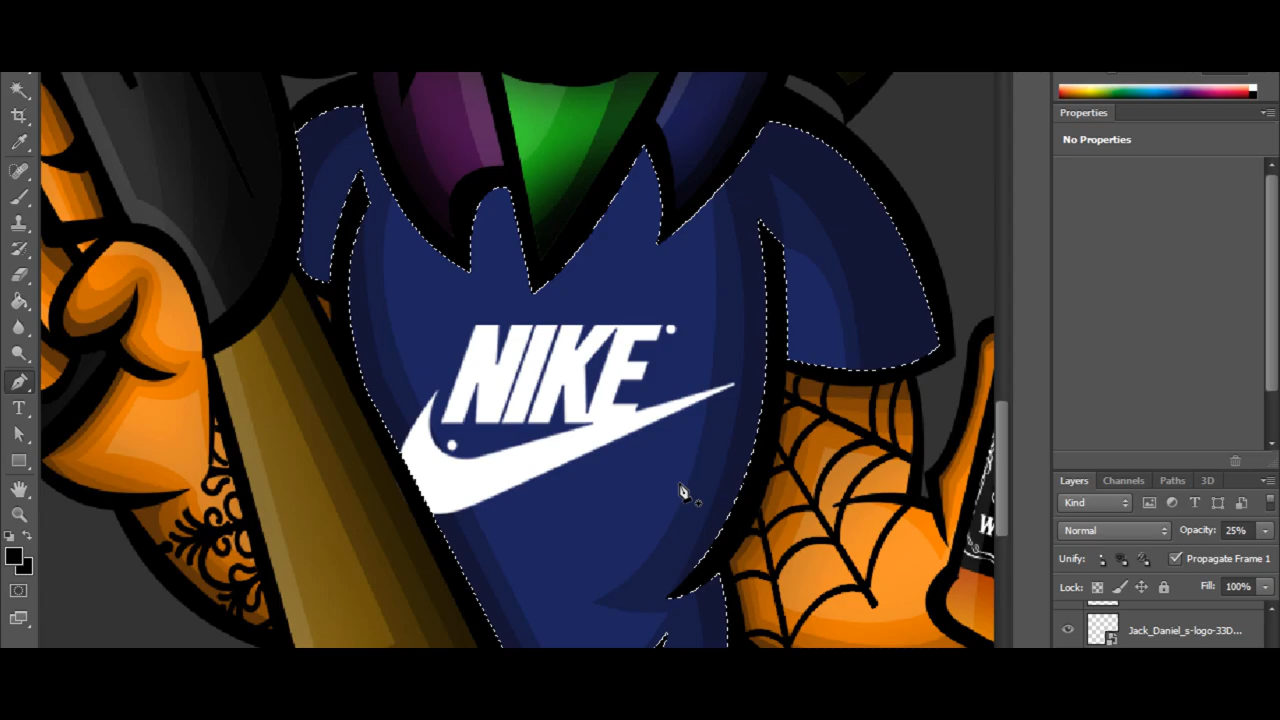 Properties
No Properties
NIKE
T
W
Layers
Channels
Paths
3D
Kind
T
Normal
Opacity: 25%
Unify:
Propagate Frame 1
Lock:
Fill: 100%
Jack_Daniel_s-logo-33D...